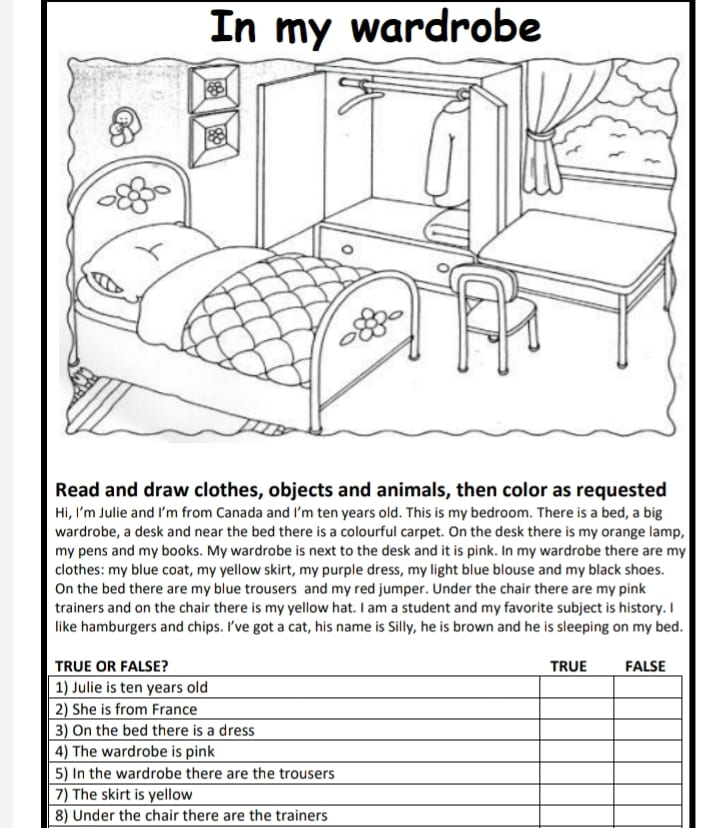 In my wardrobe
Read and draw clothes, objects and animals, then color as requested
Hi, I'm Julie and I'm from Canada and I'm ten years old. This is my bedroom. There is a bed, a big
wardrobe, a desk and near the bed there is a colourful carpet. On the desk there is my orange lamp,
my pens and my books. My wardrobe is next to the desk and it is pink. In my wardrobe there are my
clothes: my blue coat, my yellow skirt, my purple dress, my light blue blouse and my black shoes.
On the bed there are my blue trousers and my red jumper. Under the chair there are my pink
trainers and on the chair there is my yellow hat. I am a student and my favorite subject is history. I
like hamburgers and chips. I've got a cat, his name is Silly, he is brown and he is sleeping on my bed.
TRUE OR FALSE? TRUE FALSE
1) Julie is ten years old
2) She is from France
3) On the bed there is a dress
4) The wardrobe is pink
5) In the wardrobe there are the trousers
7) The skirt is yellow
8) Under the chair there are the trainers